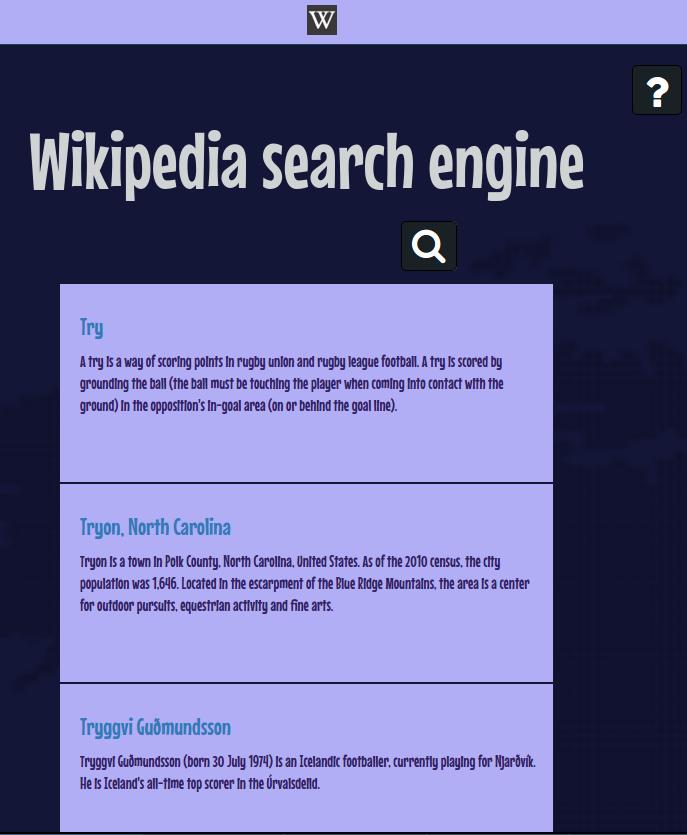 W
?
Wikipedia search engine
Try
A try is a way of scoring points in rugby union and rugby league football. A try is scored by
grounding the ball (the ball must be touching the player when coming into contact with the
ground) in the opposition's in-goal area (on or behind the goal line).
Tryon, North Carolina
Tryon is a town in Polk County, North Carolina, United States. As of the 2010 census, the city
population was 1,646. Located in the escarpment of the Blue Ridge Mountains, the area is a center
for outdoor pursuits, equestrian activity and fine arts.
Tryggvi Guðmundsson
Tryggvi Guðmundsson (born 30 July 1974) is an Icelandic footballer, currently playing for Njarðvík.
He is Iceland's all-time top scorer in the Úrvalsdeild.